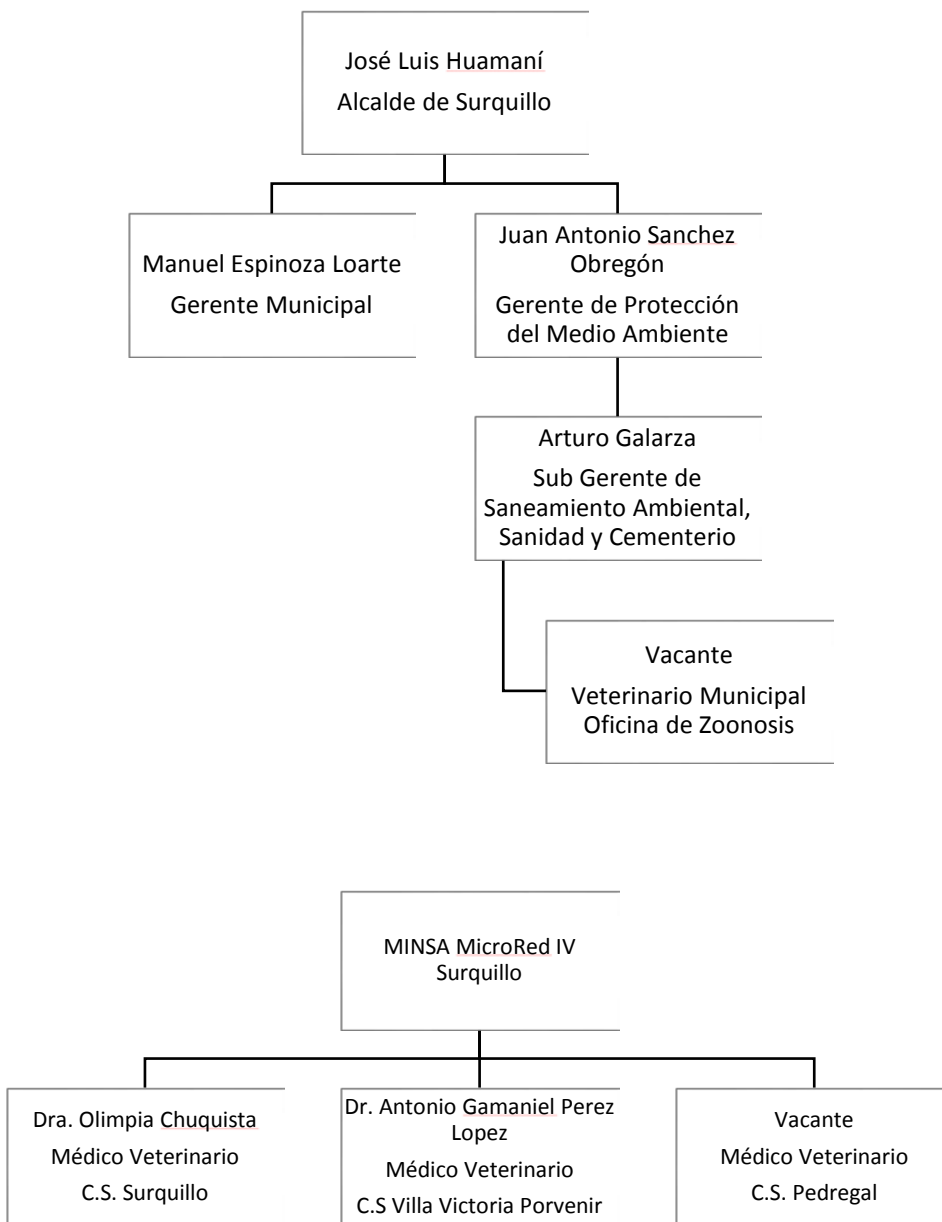 José Luis Huamaní
Alcalde de Surquillo
Manuel Espinoza Loarte
Gerente Municipal
Juan Antonio Sanchez
Obregón
Gerente de Protección
del Medio Ambiente
Arturo Galarza
Sub Gerente de
Saneamiento Ambiental,
Sanidad y Cementerio
Vacante
Veterinario Municipal
Oficina de Zoonosis
MINSA MicroRed IV
Surquillo
Dra. Olimpia Chuquista
Médico Veterinario
C.S. Surquillo
Dr. Antonio Gamaniel Perez
Lopez
Médico Veterinario
C.S Villa Victoria Porvenir
Vacante
Médico Veterinario
C.S. Pedregal